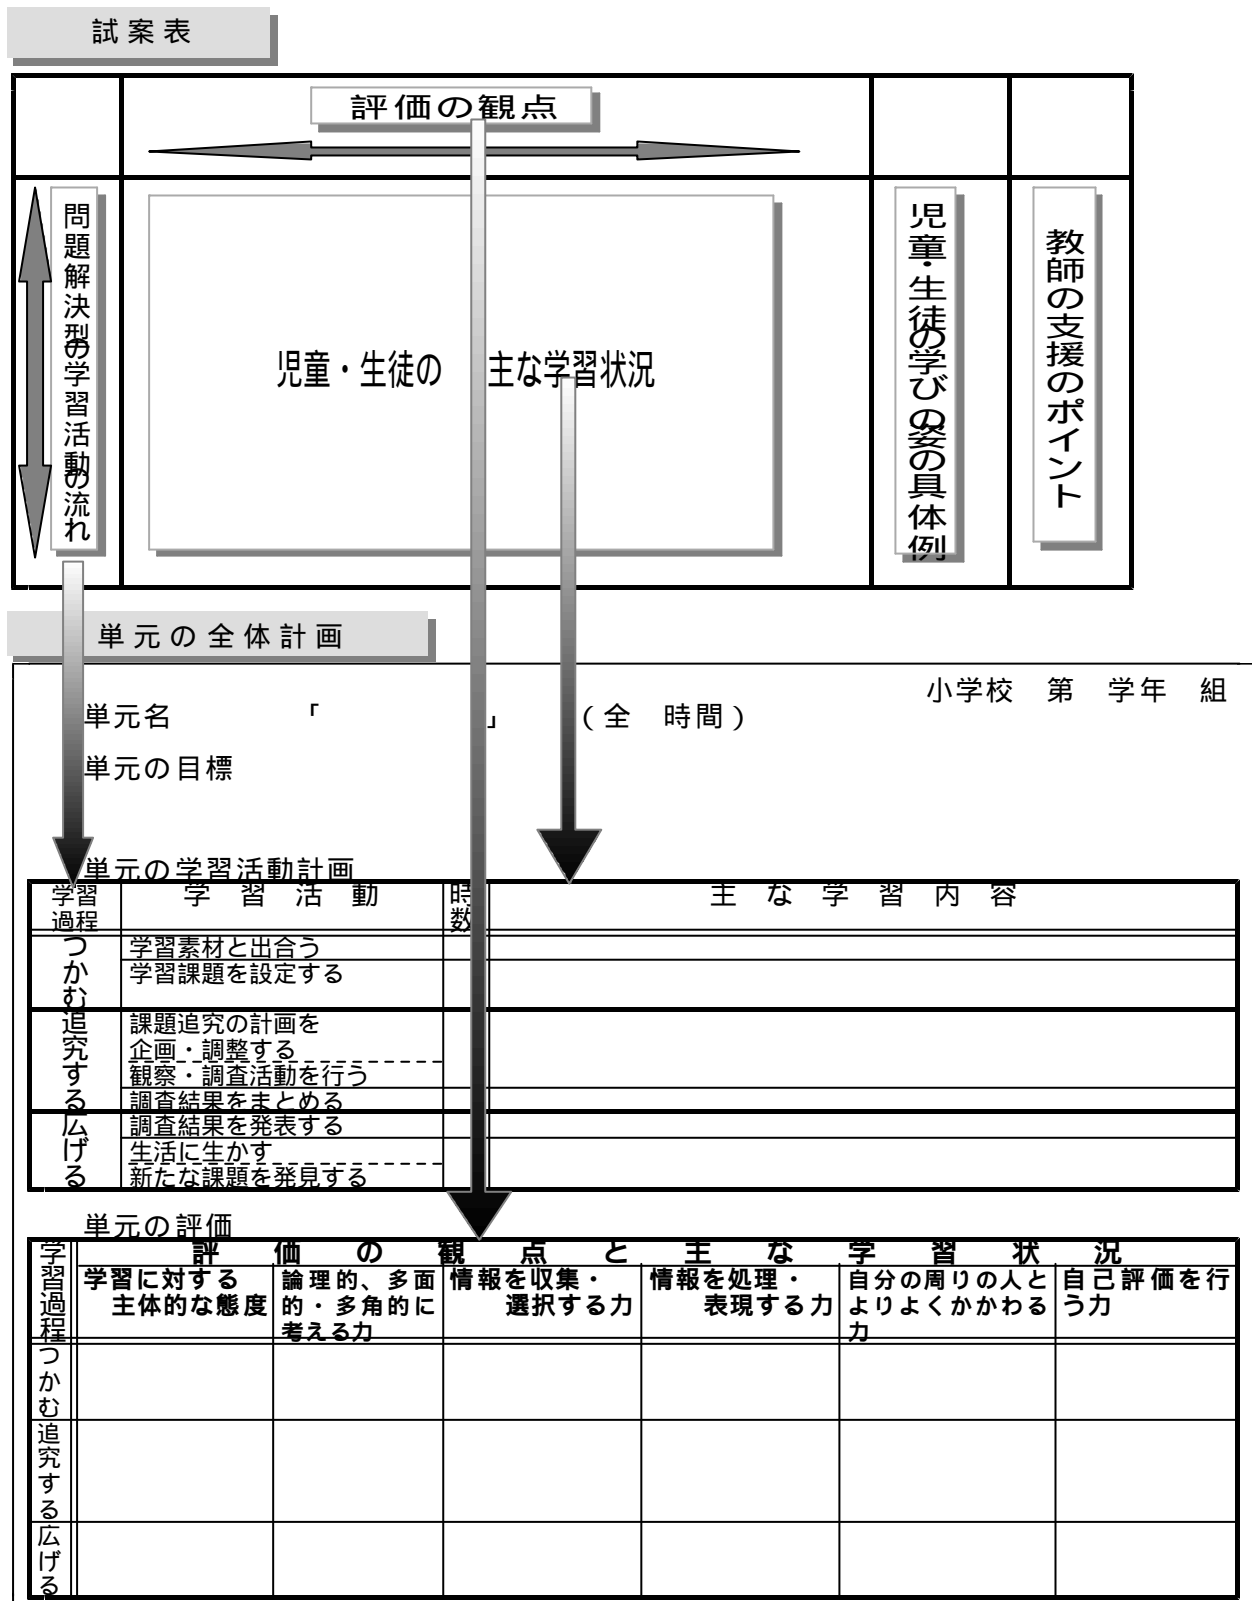 試案表
評価の観点
問題解決型の学習活動の流れ
児童・生徒の 主な学習状況
児童・生徒の学びの姿の具体例
教師の支援のポイント
単元の全体計画
小学校 第 学年 組
単元名 「 」 (全 時間)
単元の目標
単元の学習活動計画
学習過程 学習活動 時数 主な学習内容
つかむ
学習素材と出合う
学習課題を設定する
追究する
課題追究の計画を
企画・調整する
観察・調査活動を行う
調査結果をまとめる
広げる
調査結果を発表する
生活に生かす
新たな課題を発見する
単元の評価
学習過程
評価の観点と主な学習状況
学習に対する
主体的な態度
論理的、多面
的・多角的に
考える力
情報を収集・
選択する力
情報を処理・
表現する力
自分の周りの人と
よりよくかかわる
力
自己評価を行
う力
つかむ
追究する
広げる